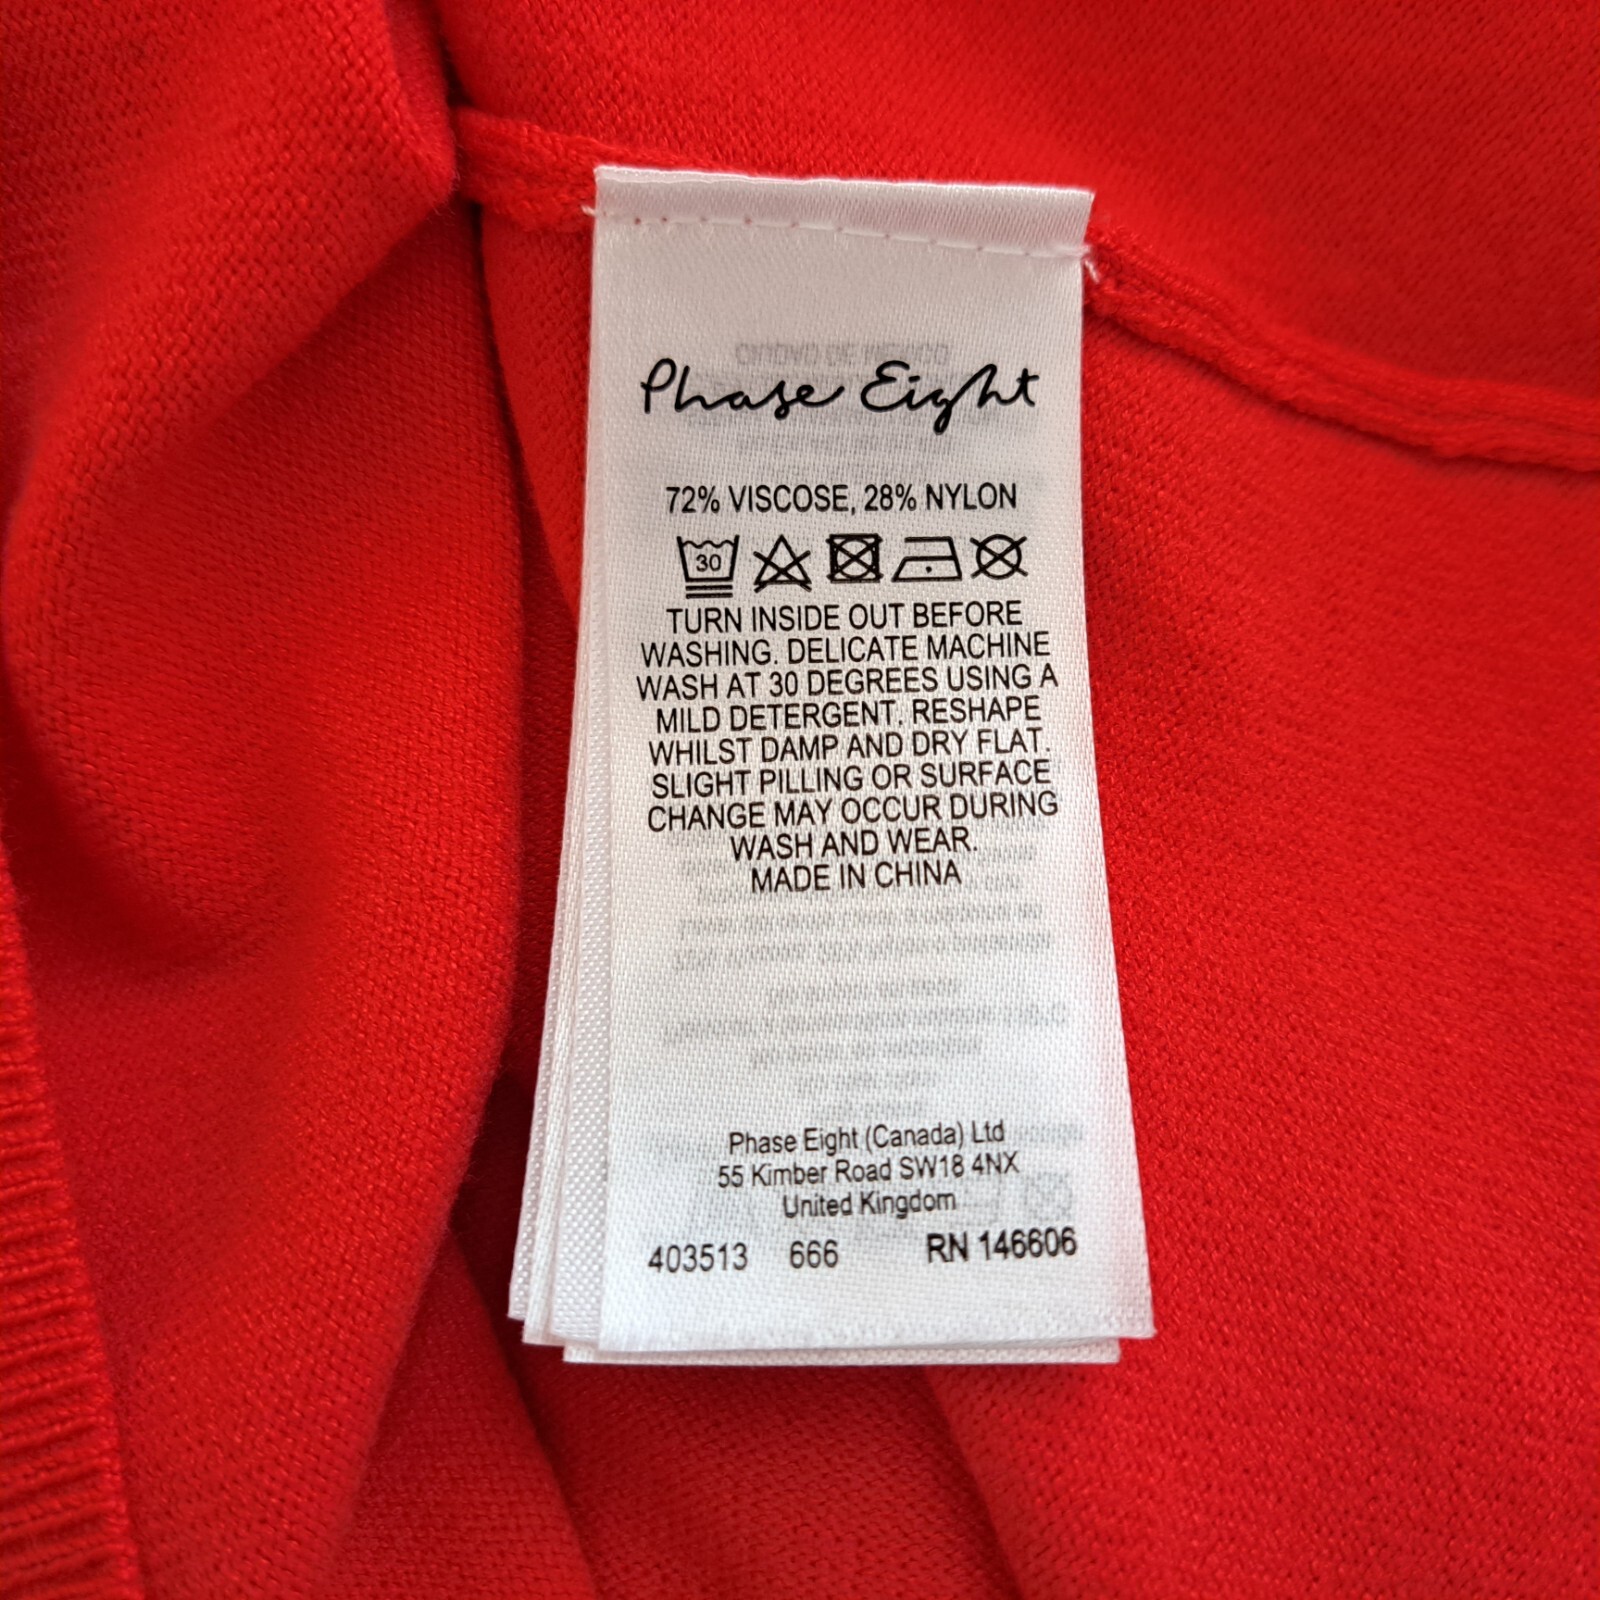 Phase Eight
72% VISCOSE, 28% NYLON
30
TURN INSIDE OUT BEFORE
WASHING. DELICATE MACHINE
WASH AT 30 DEGREES USING A
MILD DETERGENT. RESHAPE
WHILST DAMP AND DRY FLAT.
SLIGHT PILLING OR SURFACE
CHANGE MAY OCCUR DURING
WASH AND WEAR.
MADE IN CHINA
Phase Eight (Canada) Ltd
55 Kimber Road SW18 4NX
United Kingdom
403513 666 RN 146606